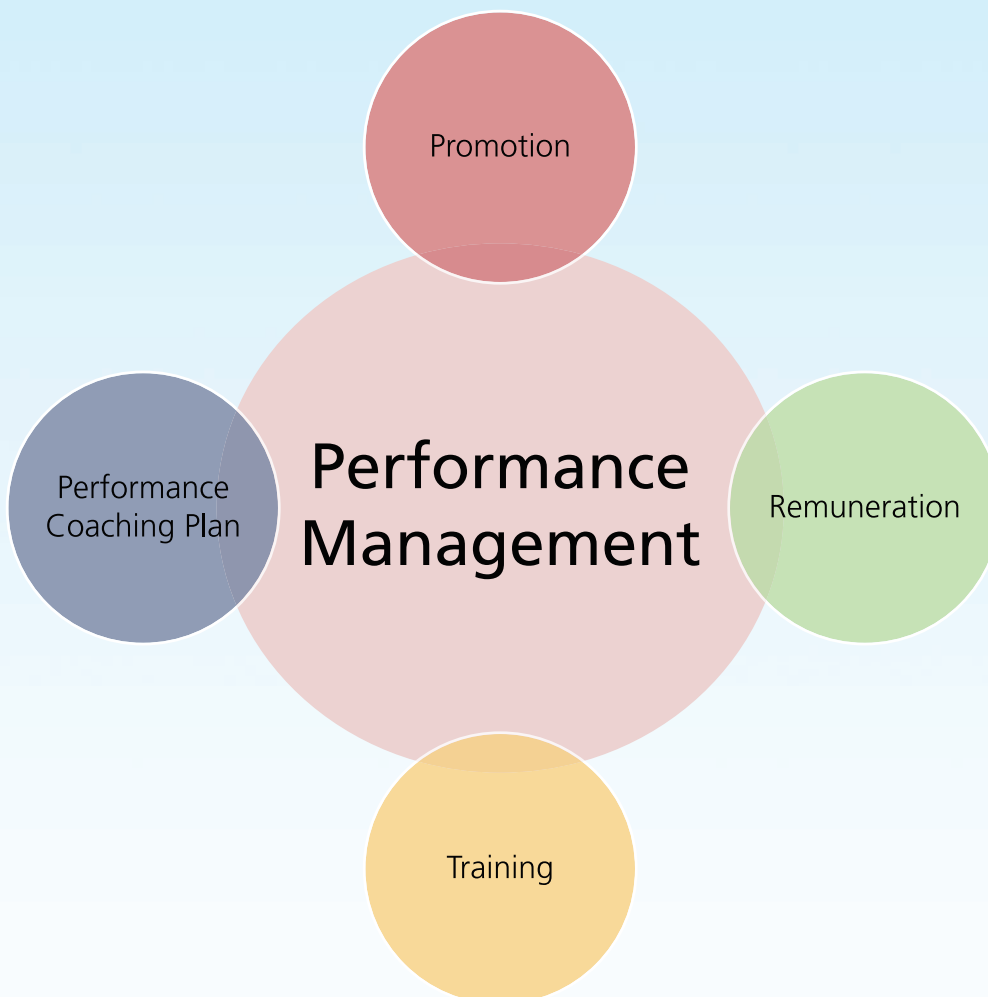 Promotion
Performance
Coaching Plan
Performance
Management
Remuneration
Training